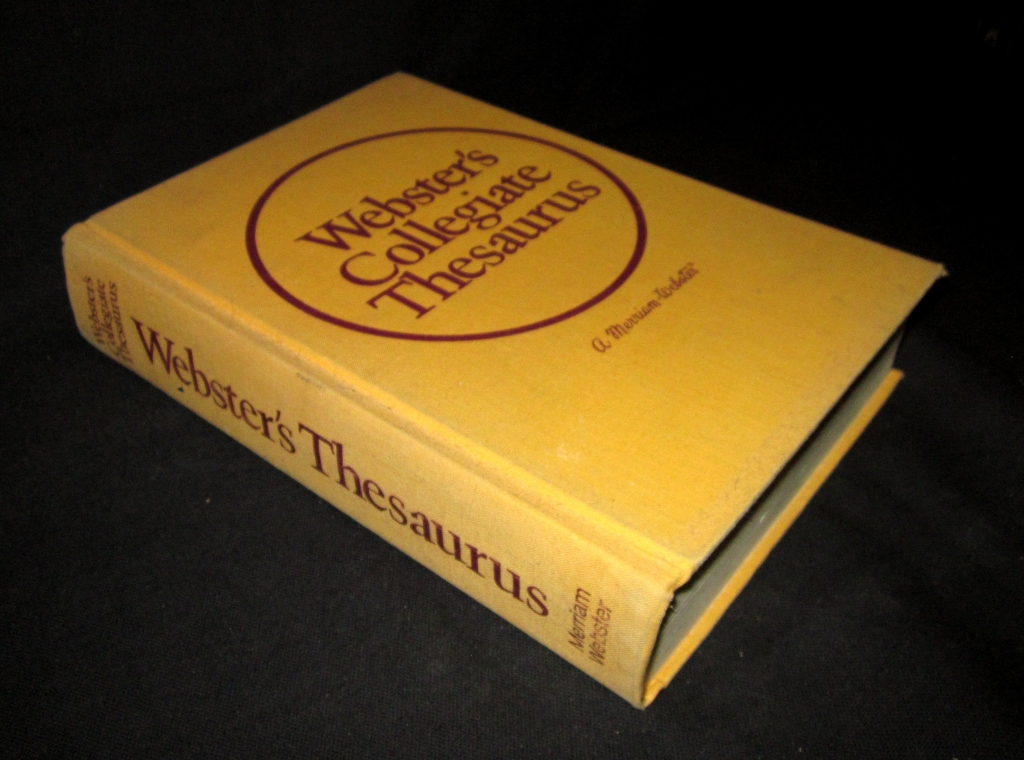 Webster's
Collegiate
Thesaurus
a Merriam-Webster®
Webster's
Collegiate
Thesaurus
Webster's Thesaurus
Merriam
Webster